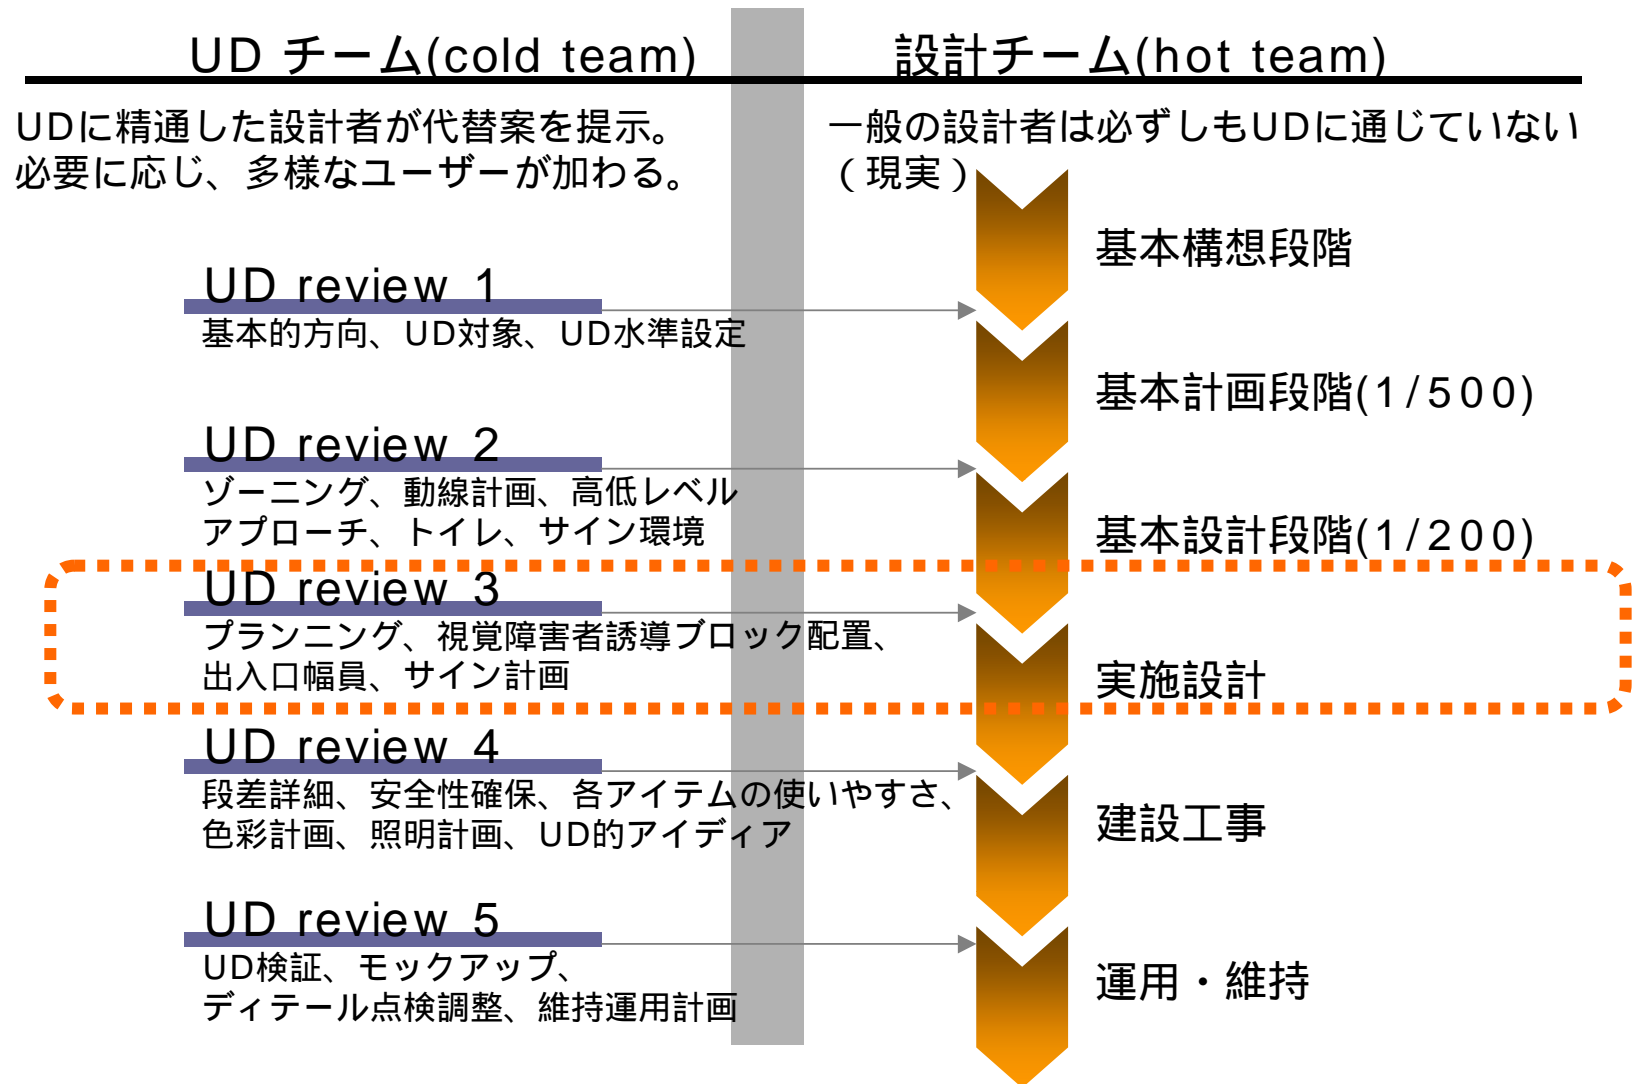 UD チーム(cold team)
設計チーム(hot team)
UDに精通した設計者が代替案を提示。
必要に応じ、多様なユーザーが加わる。
一般の設計者は必ずしもUDに通じていない
（現実）
基本構想段階
UD review 1
基本的方向、UD対象、UD水準設定
基本計画段階(1/500)
UD review 2
ゾーニング、動線計画、高低レベル
アプローチ、トイレ、サイン環境
基本設計段階(1/200)
UD review 3
プランニング、視覚障害者誘導ブロック配置、
出入口幅員、サイン計画
実施設計
UD review 4
段差詳細、安全性確保、各アイテムの使いやすさ、
色彩計画、照明計画、UD的アイディア
建設工事
UD review 5
UD検証、モックアップ、
ディテール点検調整、維持運用計画
運用・維持